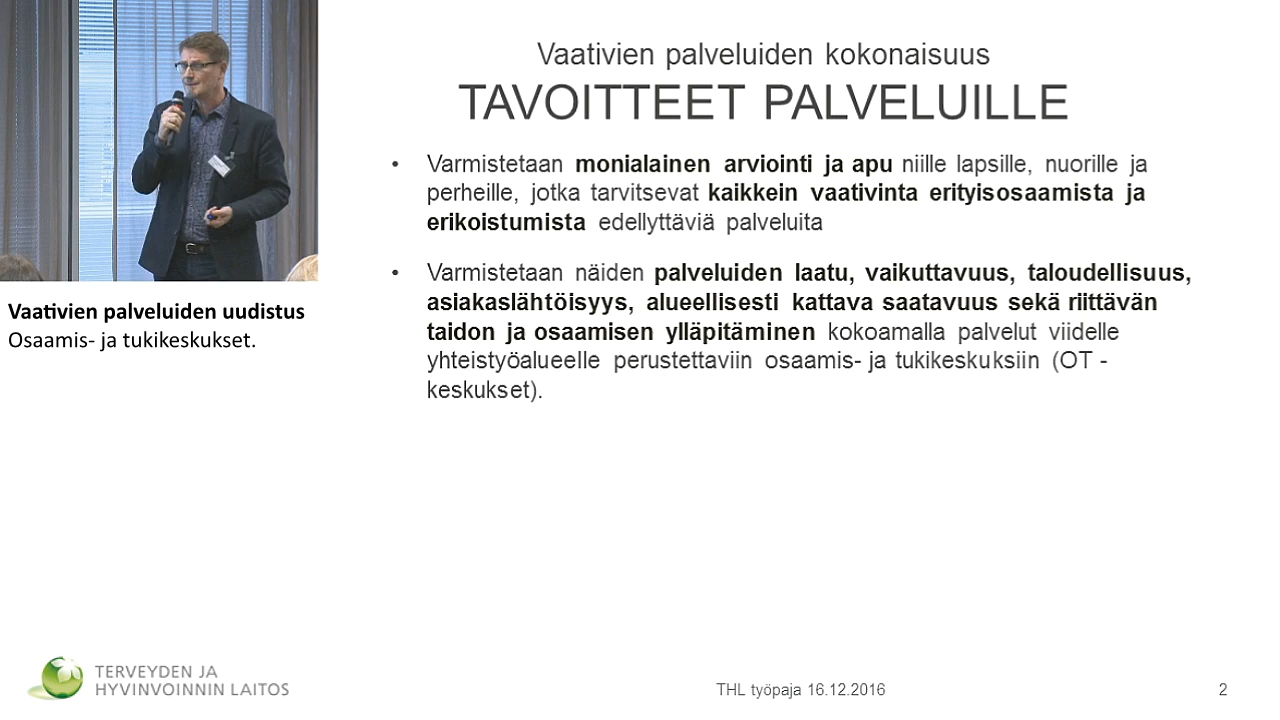 Vaativien palveluiden kokonaisuus
TAVOITTEET PALVELUILLE
• Varmistetaan monialainen arviointi ja apu niille lapsille, nuorille ja
perheille, jotka tarvitsevat kaikkein vaativinta erityisosaamista ja
erikoistumista edellyttäviä palveluita
• Varmistetaan näiden palveluiden laatu, vaikuttavuus, taloudellisuus,
asiakaslähtöisyys, alueellisesti kattava saatavuus sekä riittävän
taidon ja osaamisen ylläpitäminen kokoamalla palvelut viidelle
yhteistyöalueelle perustettaviin osaamis- ja tukikeskuksiin (OT -
keskukset).
Vaativien palveluiden uudistus
Osaamis- ja tukikeskukset.
TERVEYDEN JA
HYVINVOINNIN LAITOS
THL työpaja 16.12.2016
2